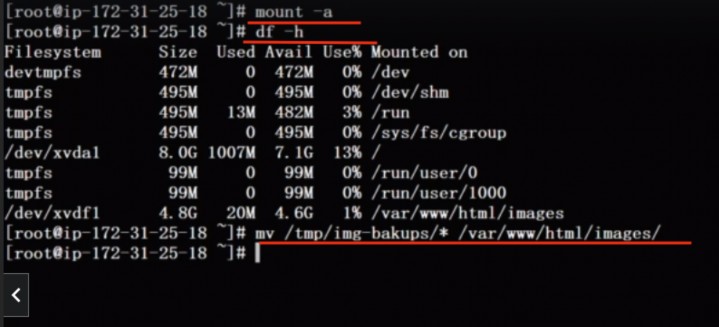 [root@ip-172-31-25-18 ~]# mount -a
[root@ip-172-31-25-18 ~]# df -h
Filesystem      Size  Used Avail Use% Mounted on
devtmpfs        472M     0  472M   0% /dev
tmpfs           495M     0  495M   0% /dev/shm
tmpfs           495M   13M  482M   3% /run
tmpfs           495M     0  495M   0% /sys/fs/cgroup
/dev/xvda1      8.0G 1007M  7.1G  13% /
tmpfs            99M     0   99M   0% /run/user/0
tmpfs            99M     0   99M   0% /run/user/1000
/dev/xvdf1      4.8G   20M  4.6G   1% /var/www/html/images
[root@ip-172-31-25-18 ~]# mv /tmp/img-bakups/* /var/www/html/images/
[root@ip-172-31-25-18 ~]#